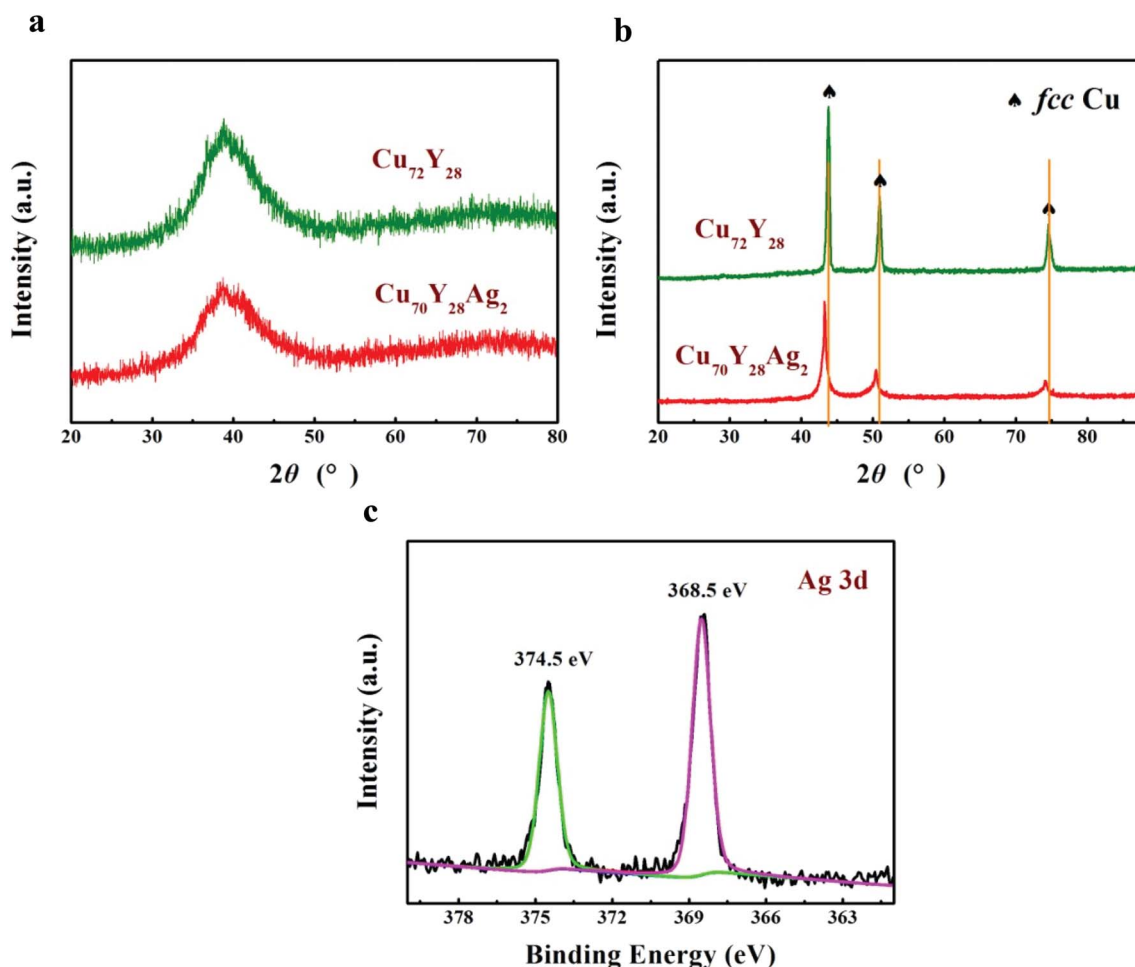 a
Intensity (a.u.)
Cu72Y28
Cu70Y28Ag2
20 30 40 50 60 70 80
2θ (° )
b
Intensity (a.u.)
♠ fcc Cu
Cu72Y28
Cu70Y28Ag2
20 30 40 50 60 70 80
2θ (° )
c
Intensity (a.u.)
Ag 3d
368.5 eV
374.5 eV
378 375 372 369 366 363
Binding Energy (eV)